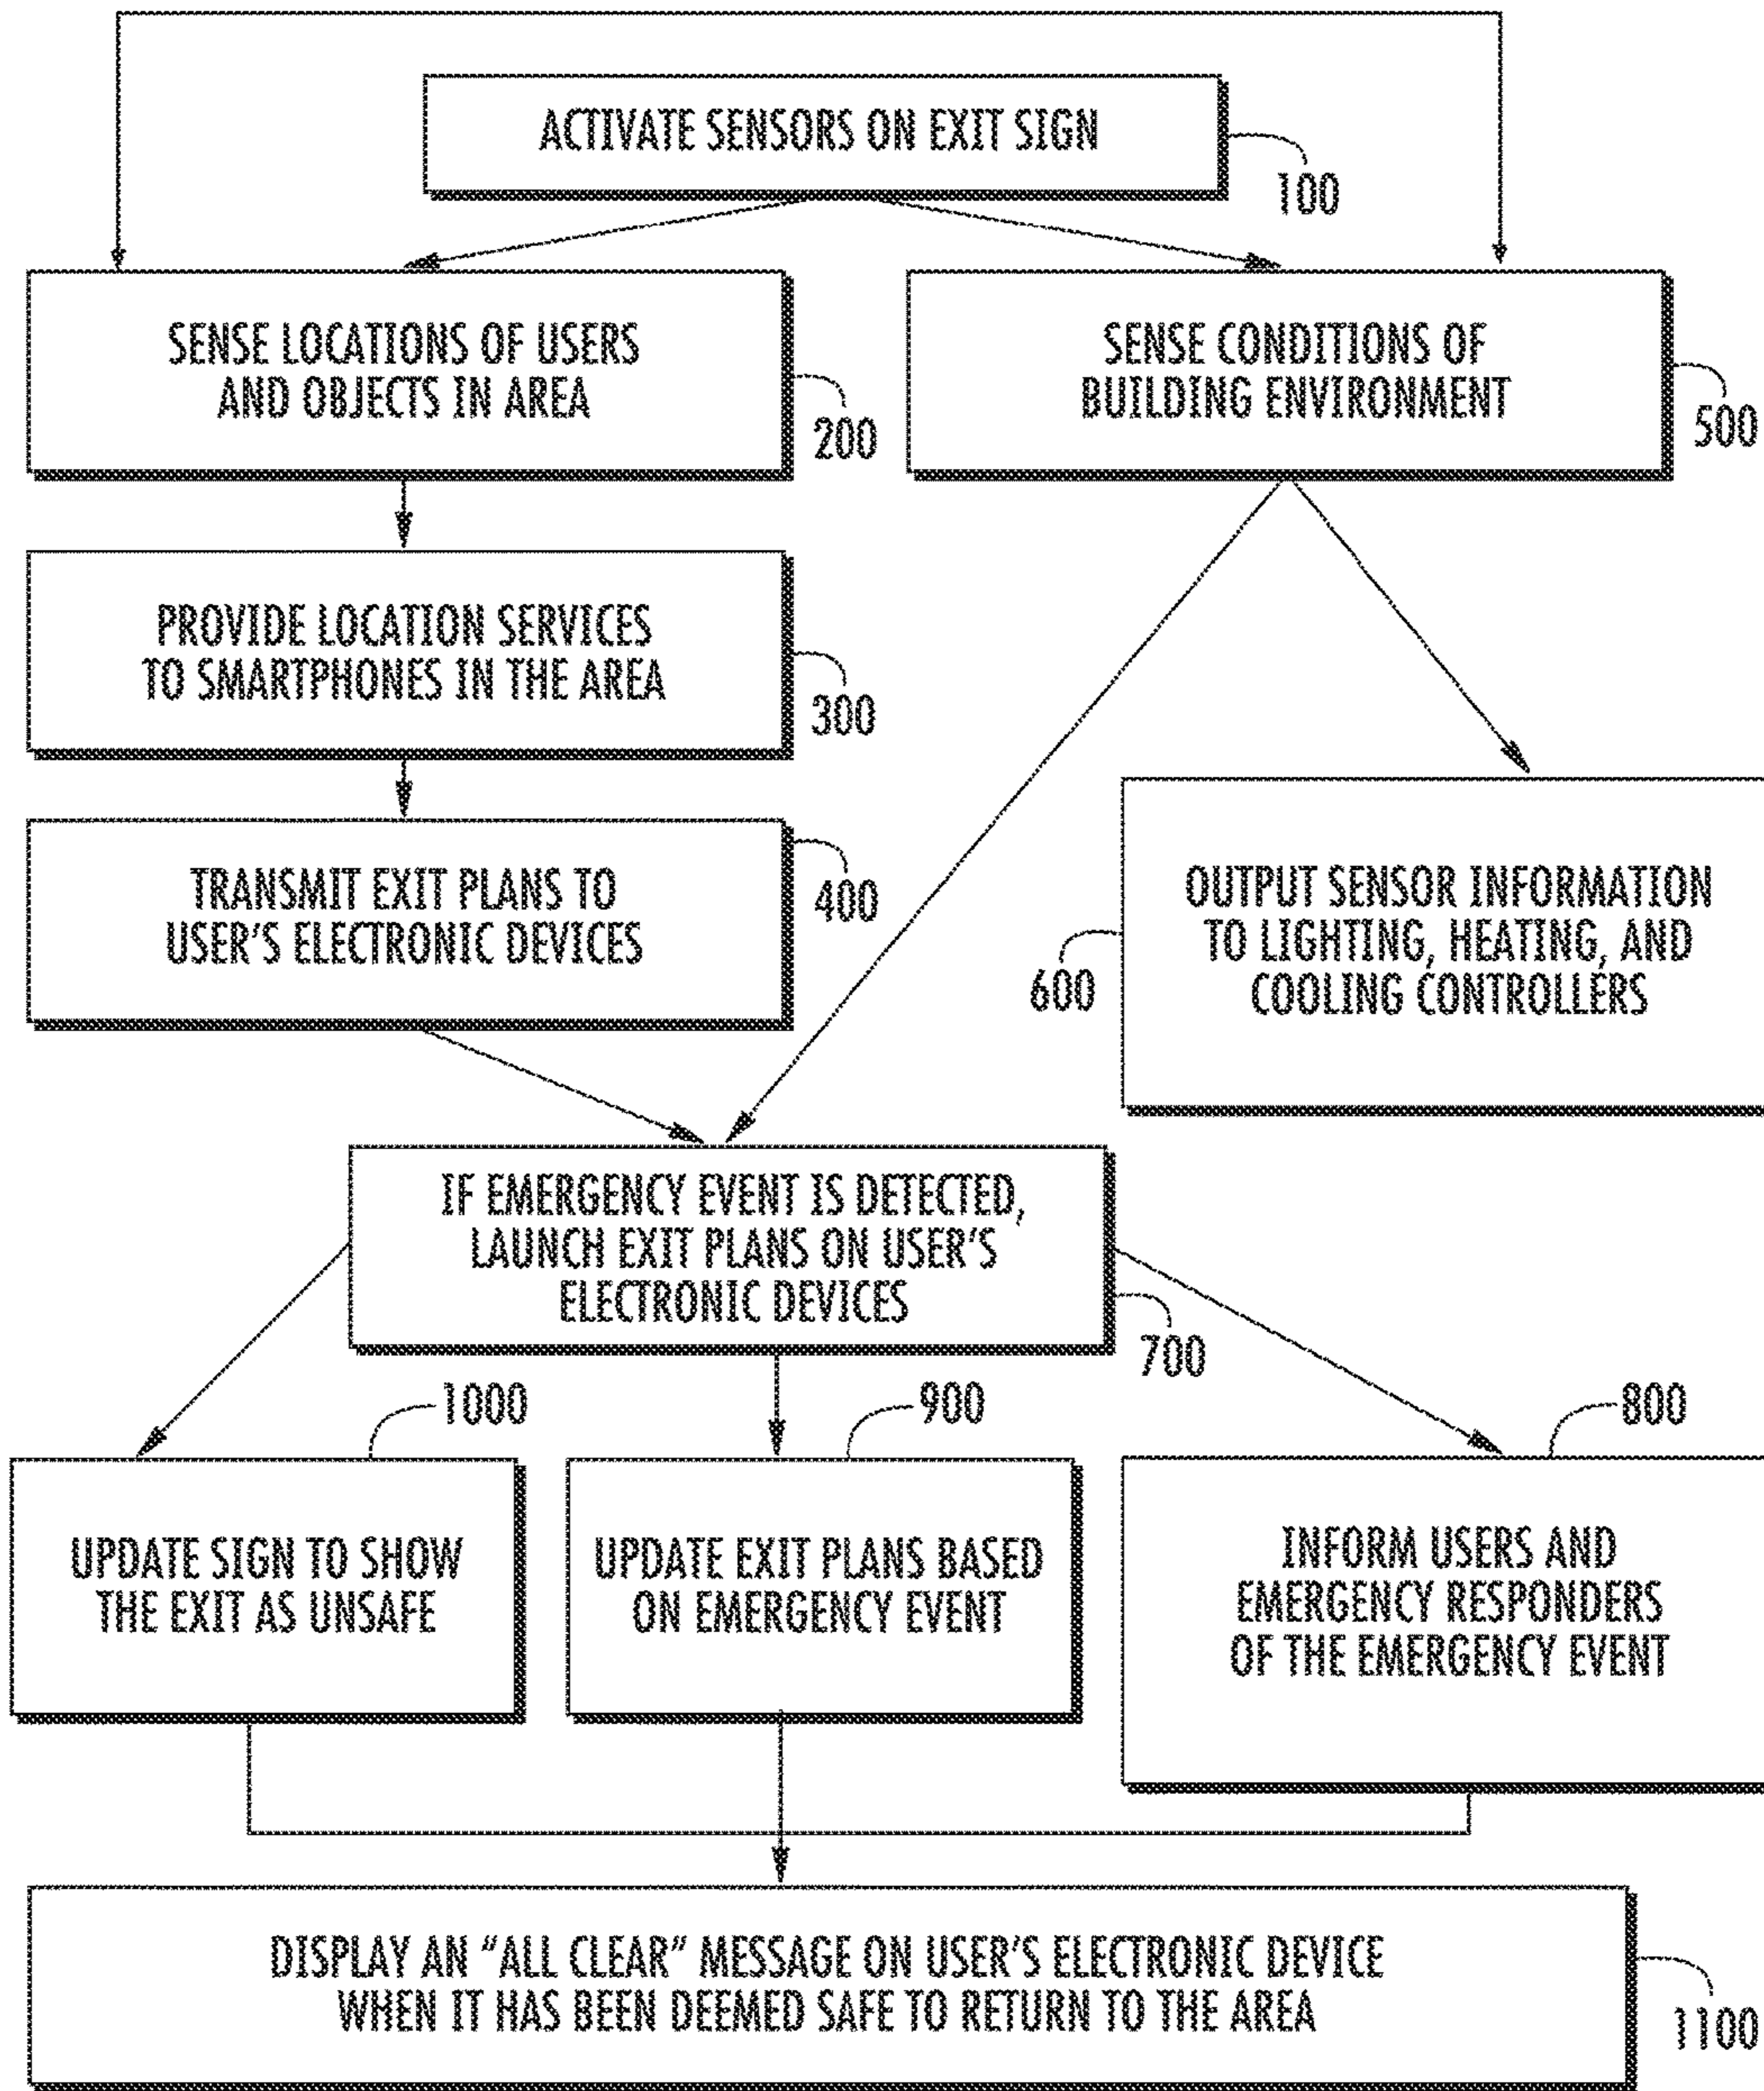 ACTIVATE SENSORS ON EXIT SIGN
100
SENSE LOCATIONS OF USERS
AND OBJECTS IN AREA
200
SENSE CONDITIONS OF
BUILDING ENVIRONMENT
500
PROVIDE LOCATION SERVICES
TO SMARTPHONES IN THE AREA
300
TRANSMIT EXIT PLANS TO
USER'S ELECTRONIC DEVICES
400
OUTPUT SENSOR INFORMATION
TO LIGHTING, HEATING, AND
COOLING CONTROLLERS
600
IF EMERGENCY EVENT IS DETECTED,
LAUNCH EXIT PLANS ON USER'S
ELECTRONIC DEVICES
700
1000
900
800
UPDATE SIGN TO SHOW
THE EXIT AS UNSAFE
UPDATE EXIT PLANS BASED
ON EMERGENCY EVENT
INFORM USERS AND
EMERGENCY RESPONDERS
OF THE EMERGENCY EVENT
DISPLAY AN "ALL CLEAR" MESSAGE ON USER'S ELECTRONIC DEVICE
WHEN IT HAS BEEN DEEMED SAFE TO RETURN TO THE AREA
1100